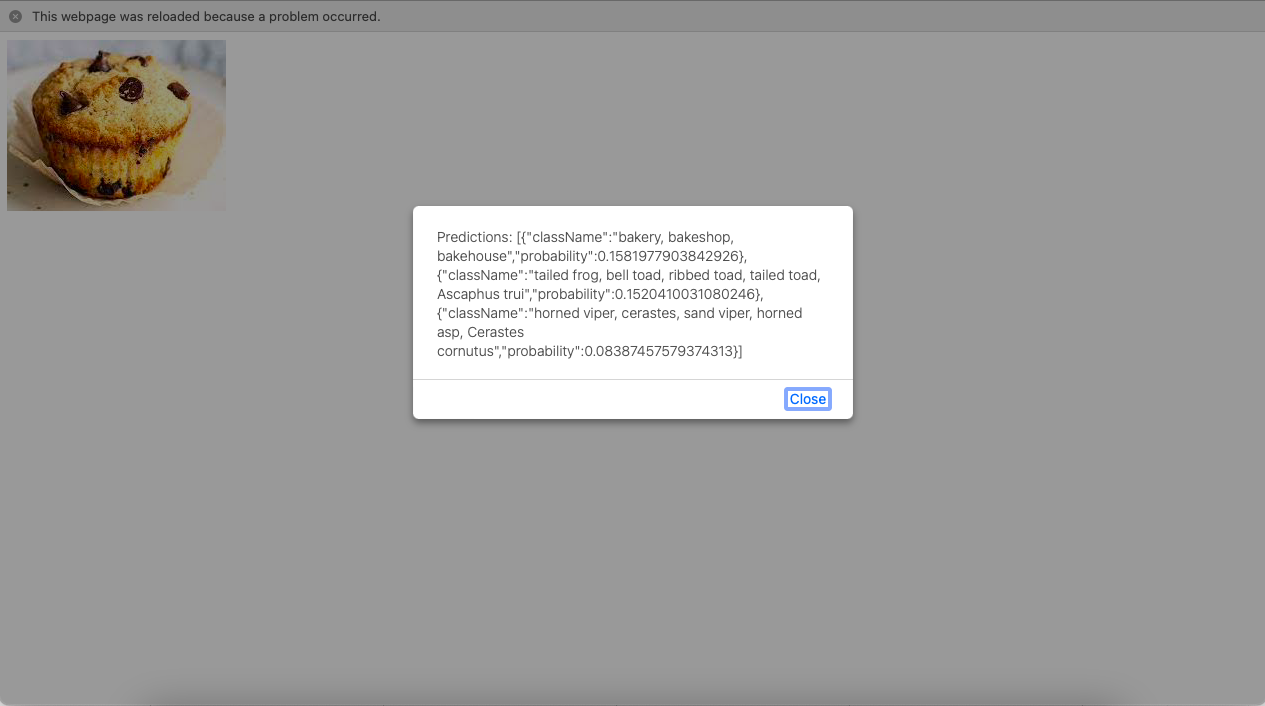 This webpage was reloaded because a problem occurred.
Predictions: [{"className":"bakery, bakeshop,
bakehouse","probability":0.1581977903842926},
{"className":"tailed frog, bell toad, ribbed toad, tailed toad,
Ascaphus trui","probability":0.1520410031080246},
{"className":"horned viper, cerastes, sand viper, horned
asp, Cerastes
cornutus","probability":0.08387457579374313}]
Close